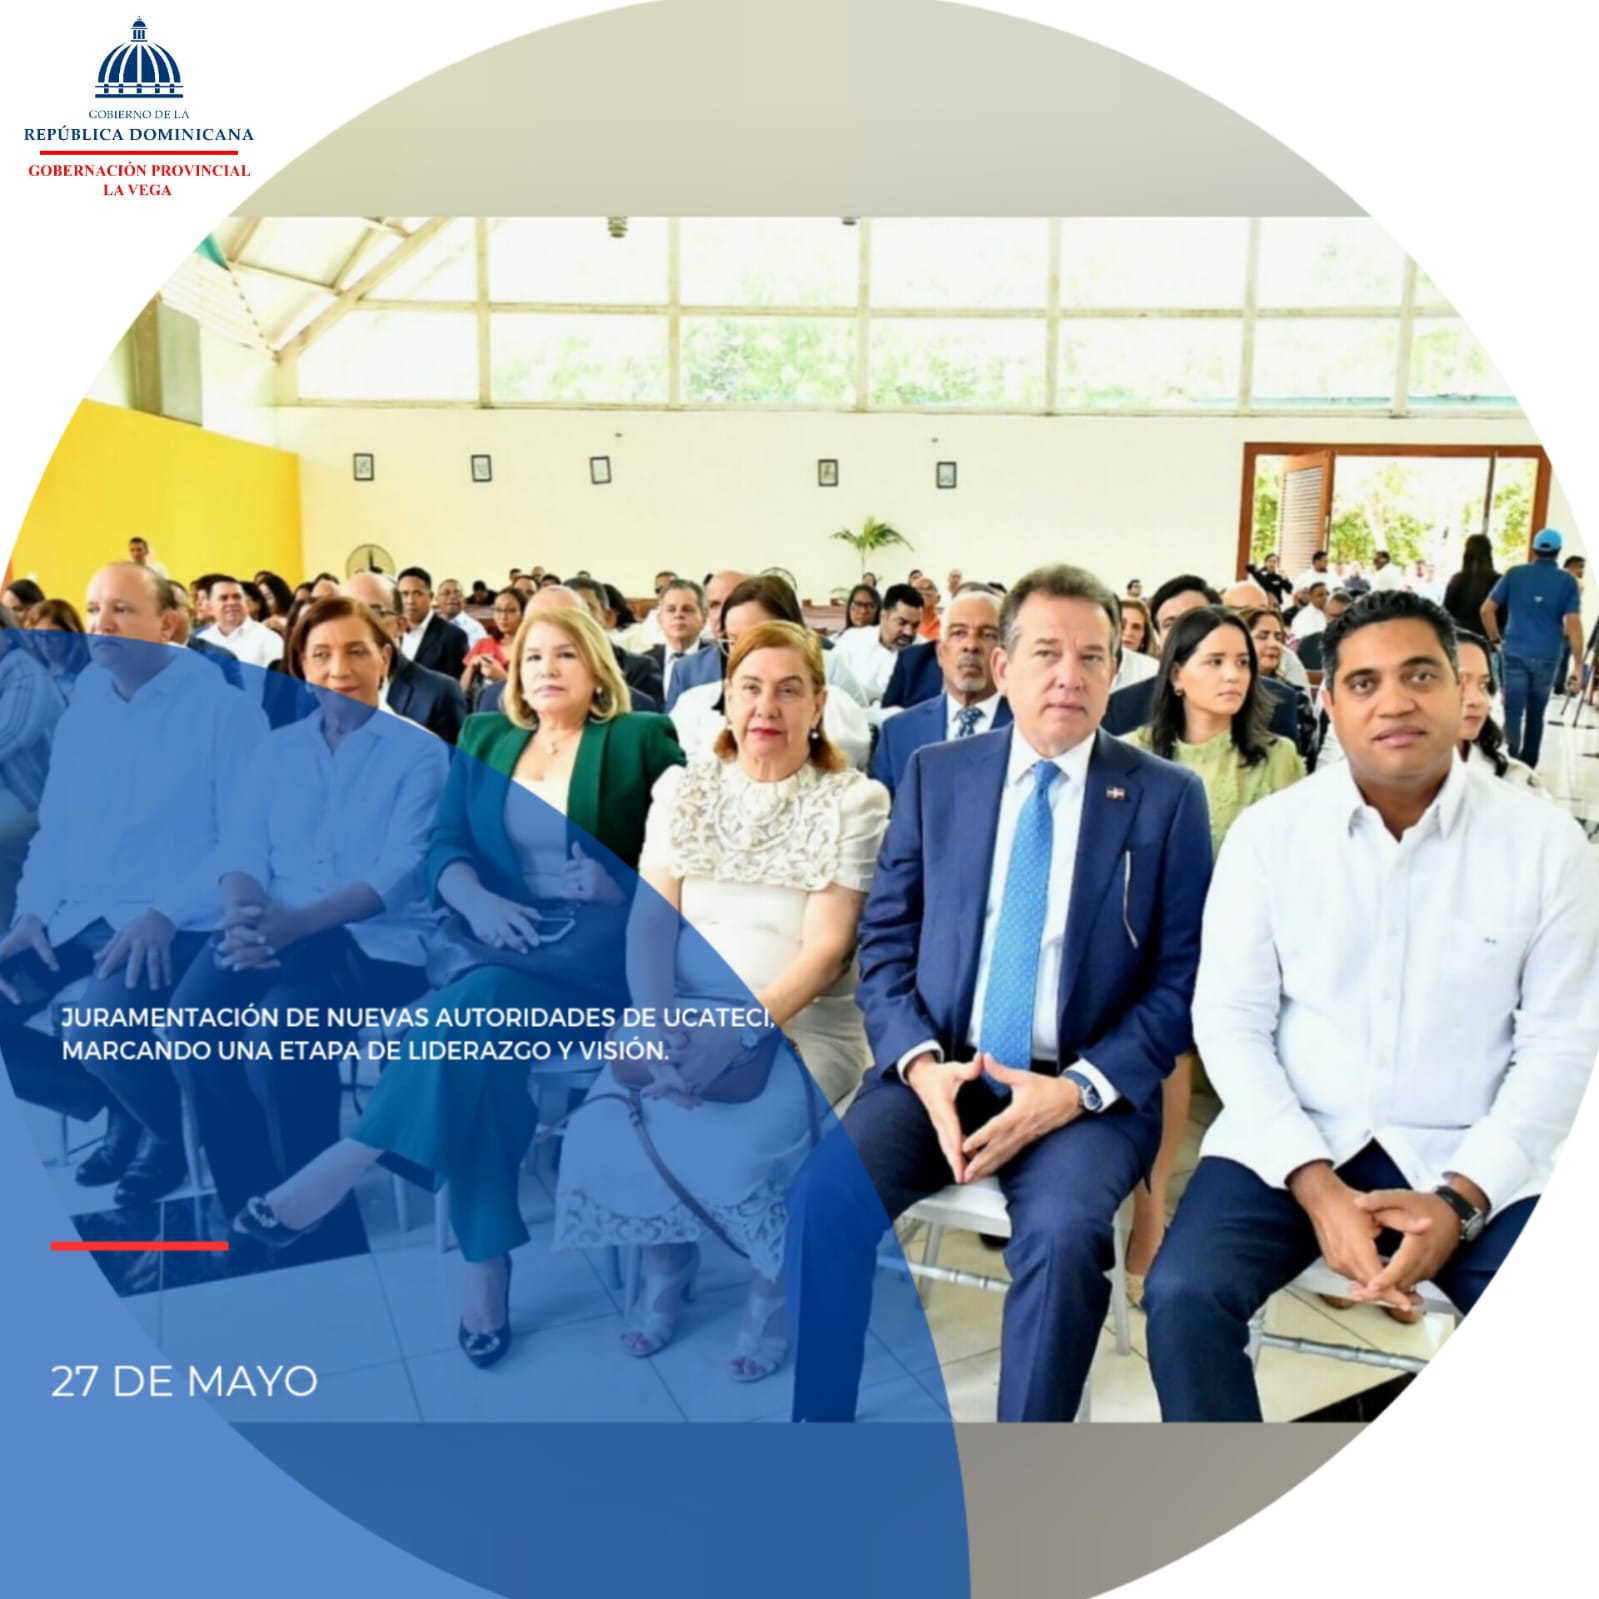 GOBIERNO DE LA
REPÚBLICA DOMINICANA
GOBERNACIÓN PROVINCIAL
LA VEGA
JURAMENTACIÓN DE NUEVAS AUTORIDADES DE UCATECI,
MARCANDO UNA ETAPA DE LIDERAZGO Y VISIÓN.
27 DE MAYO